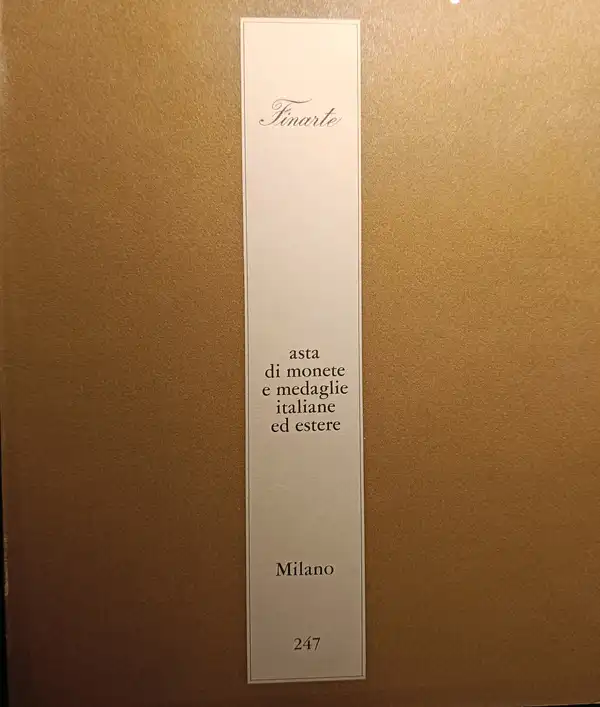 Finarte
asta
di monete
e medaglie
italiane
ed estere
Milano
247